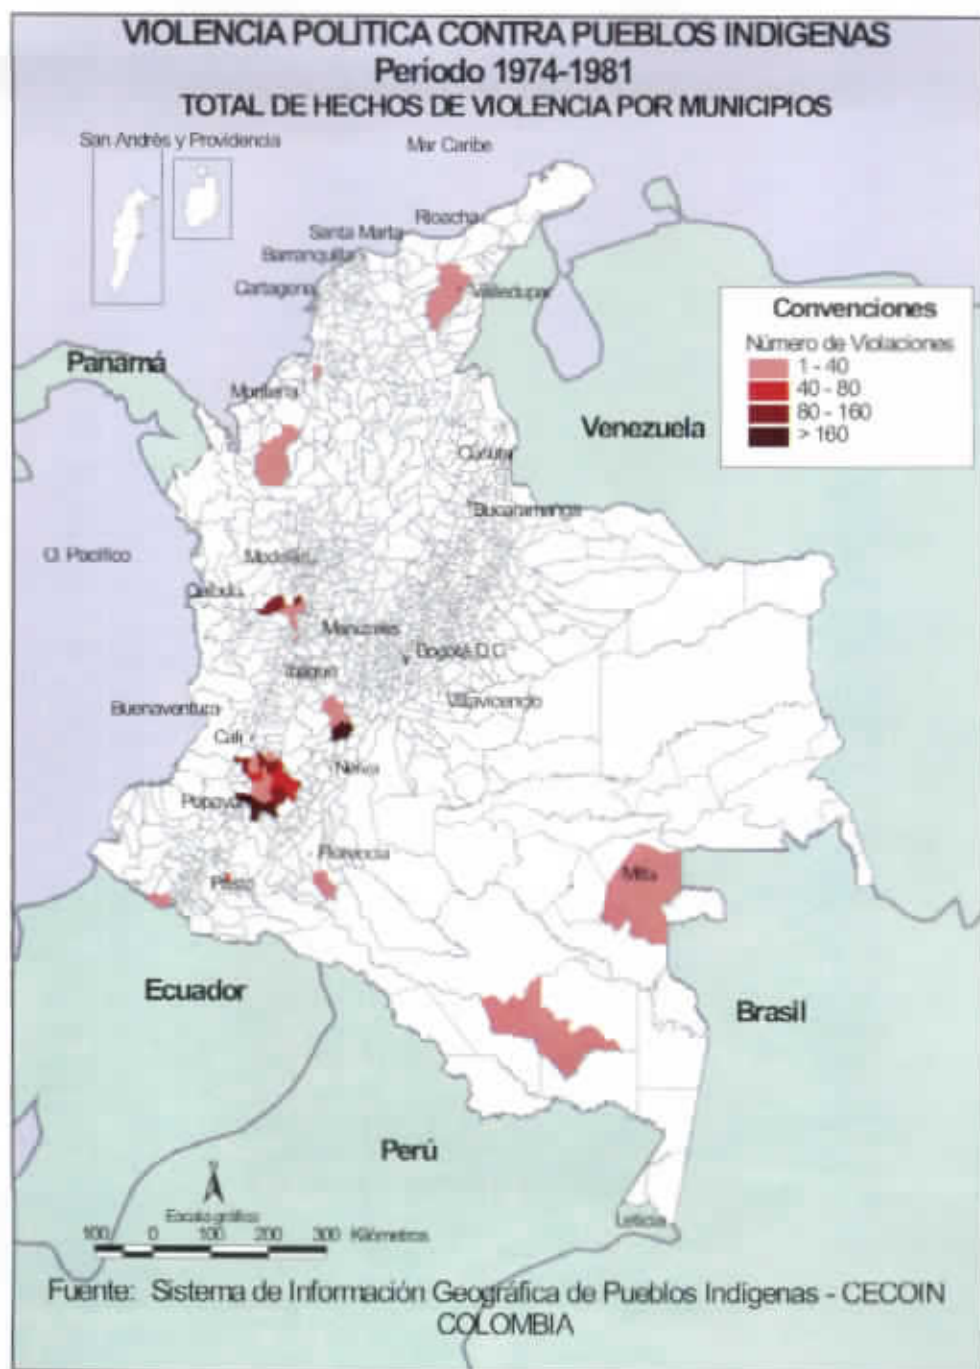 VIOLENCIA POLÍTICA CONTRA PUEBLOS INDIGENAS
Período 1974-1981
TOTAL DE HECHOS DE VIOLENCIA POR MUNICIPIOS
San Andrés y Providencia
Mar Caribe
Rioacha
Santa Marta
Barranquilla
Cartagena
Valledupar
Convenciones
Número de Violaciones
1 - 40
40 - 80
80 - 160
> 160
Panamá
Montería
Venezuela
Cúcuta
Bucaramanga
O. Pacífico
Medellín
Quibdó
Manizales
Bogotá D.C.
Ibagué
Villavicencio
Buenaventura
Cali
Neiva
Popayán
Florencia
Pasto
Mitú
Ecuador
Brasil
Perú
N
Escala gráfica
100 0 100 200 300 Kilómetros
Leticia
Fuente: Sistema de Información Geográfica de Pueblos Indígenas - CECOIN
COLOMBIA